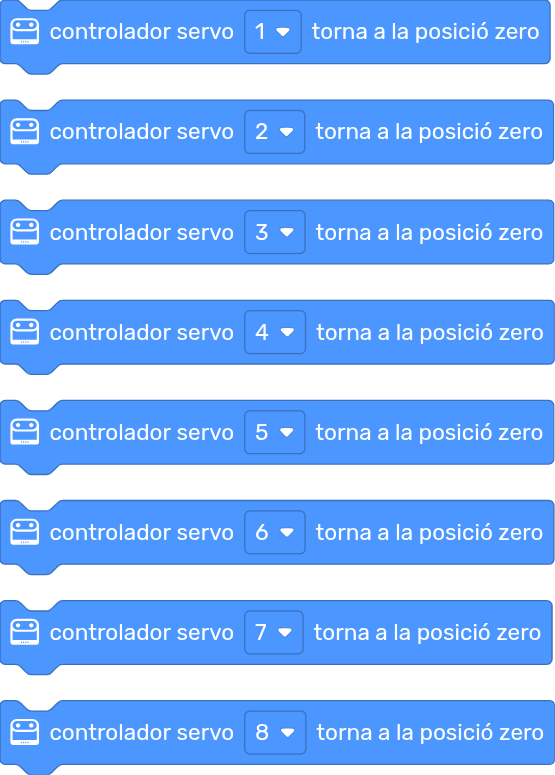 controlador servo 1 torna a la posició zero
controlador servo 2 torna a la posició zero
controlador servo 3 torna a la posició zero
controlador servo 4 torna a la posició zero
controlador servo 5 torna a la posició zero
controlador servo 6 torna a la posició zero
controlador servo 7 torna a la posició zero
controlador servo 8 torna a la posició zero